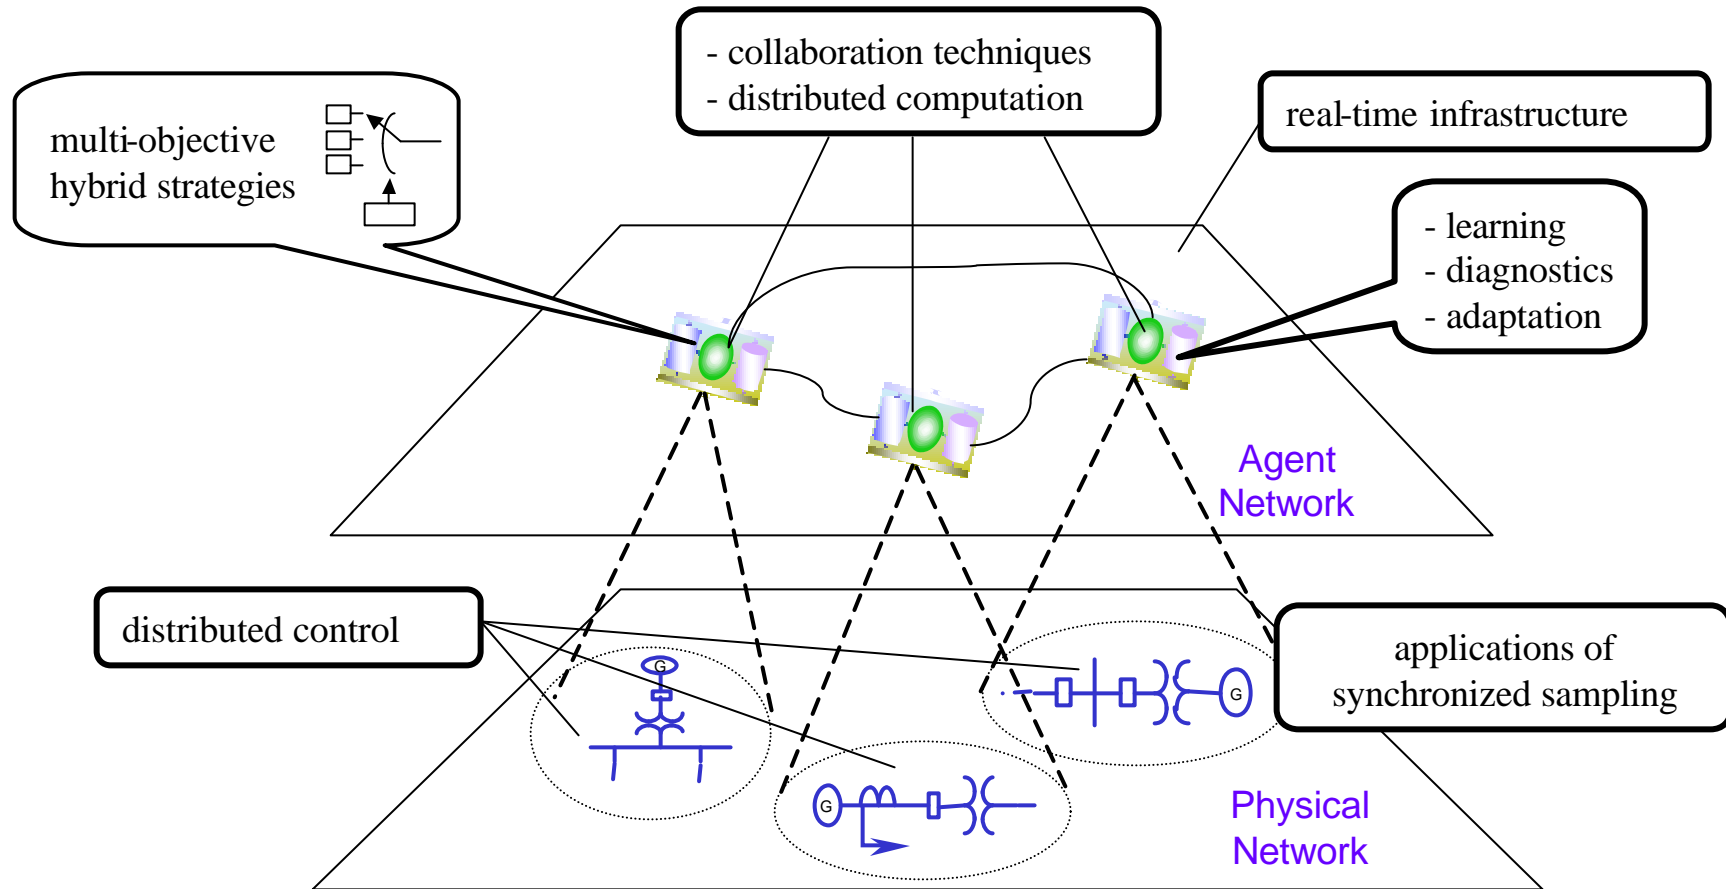 - collaboration techniques
- distributed computation
real-time infrastructure
multi-objective
hybrid strategies
- learning
- diagnostics
- adaptation
Agent
Network
distributed control
applications of
synchronized sampling
G
G
G
Physical
Network